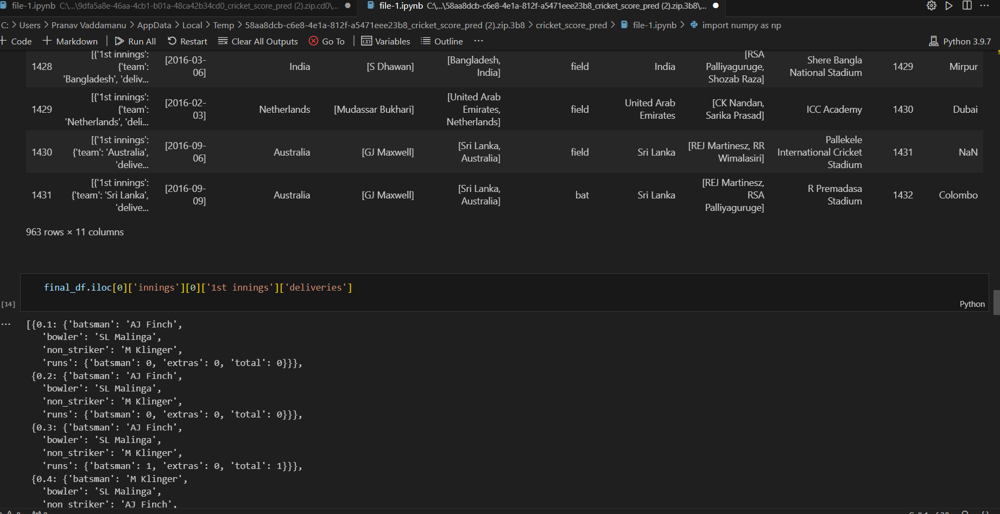 file-1.ipynb C:\...\9dfa5a8e-46aa-4cb1-b01a-48ca42b34cd0_cricket_score_pred (2).zip.cd0\... ● file-1.ipynb C:\...\58aa8dcb-c6e8-4e1a-812f-a5471eee23b8_cricket_score_pred (2).zip.3b8\... ●
C: > Users > Pranav Vaddamanu > AppData > Local > Temp > 58aa8dcb-c6e8-4e1a-812f-a5471eee23b8_cricket_score_pred (2).zip.3b8 > cricket_score_pred > file-1.ipynb > import numpy as np
+ Code + Markdown | Run All Restart Clear All Outputs Go To | Variables Outline ... Python 3.9.7
[{'1st innings': [RSA
1428 {'team': [2016-03-06] India [S Dhawan] [Bangladesh, India] field India Palliyaguruge, Shere Bangla National Stadium 1429 Mirpur
'Bangladesh', 'deliv... Shozab Raza]
[{'1st innings': [United Arab
1429 {'team': [2016-02-03] Netherlands [Mudassar Bukhari] Emirates, field United Arab Emirates [CK Nandan, Sarika Prasad] ICC Academy 1430 Dubai
'Netherlands', 'deli... Netherlands]
[{'1st innings': Pallekele
1430 {'team': 'Australia', [2016-09-06] Australia [GJ Maxwell] [Sri Lanka, Australia] field Sri Lanka [REJ Martinesz, RR Wimalasiri] International Cricket 1431 NaN
'delive... Stadium
[{'1st innings': [REJ Martinesz,
1431 {'team': 'Sri Lanka', [2016-09-09] Australia [GJ Maxwell] [Sri Lanka, Australia] bat Sri Lanka RSA R Premadasa Stadium 1432 Colombo
'delive... Palliyaguruge]
963 rows × 11 columns
final_df.iloc[0]['innings'][0]['1st innings']['deliveries']
[14] Python
... [{0.1: {'batsman': 'AJ Finch',
'bowler': 'SL Malinga',
'non_striker': 'M Klinger',
'runs': {'batsman': 0, 'extras': 0, 'total': 0}}},
{0.2: {'batsman': 'AJ Finch',
'bowler': 'SL Malinga',
'non_striker': 'M Klinger',
'runs': {'batsman': 0, 'extras': 0, 'total': 0}}},
{0.3: {'batsman': 'AJ Finch',
'bowler': 'SL Malinga',
'non_striker': 'M Klinger',
'runs': {'batsman': 1, 'extras': 0, 'total': 1}}},
{0.4: {'batsman': 'M Klinger',
'bowler': 'SL Malinga',
'non_striker': 'AJ Finch',